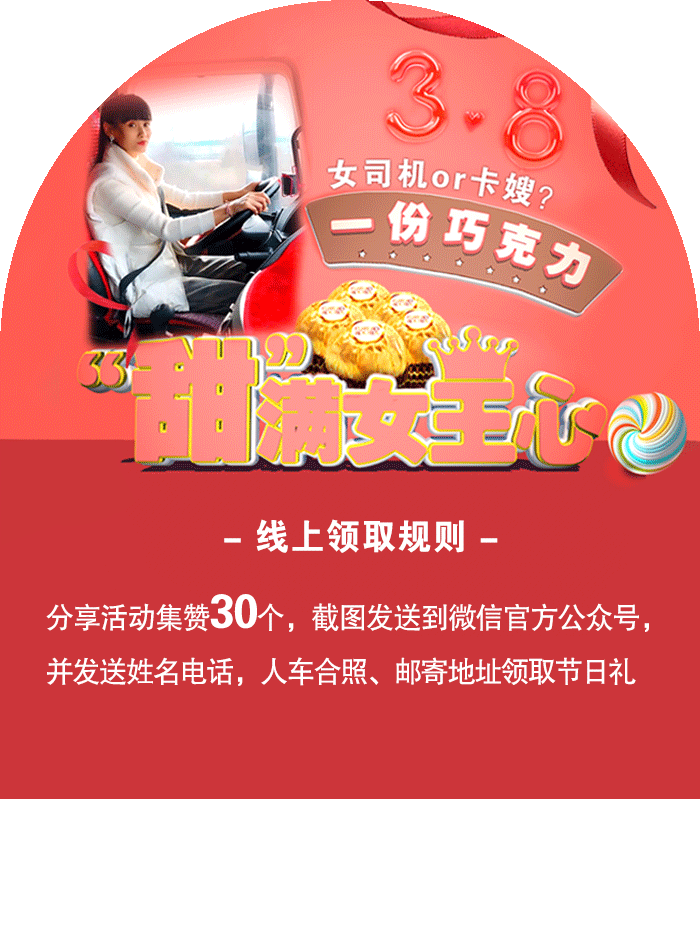 3·8
女司机or卡嫂?
一份巧克力
“甜”满女王心
– 线上领取规则 –
分享活动集赞30个，截图发送到微信官方公众号，
并发送姓名电话，人车合照、邮寄地址领取节日礼